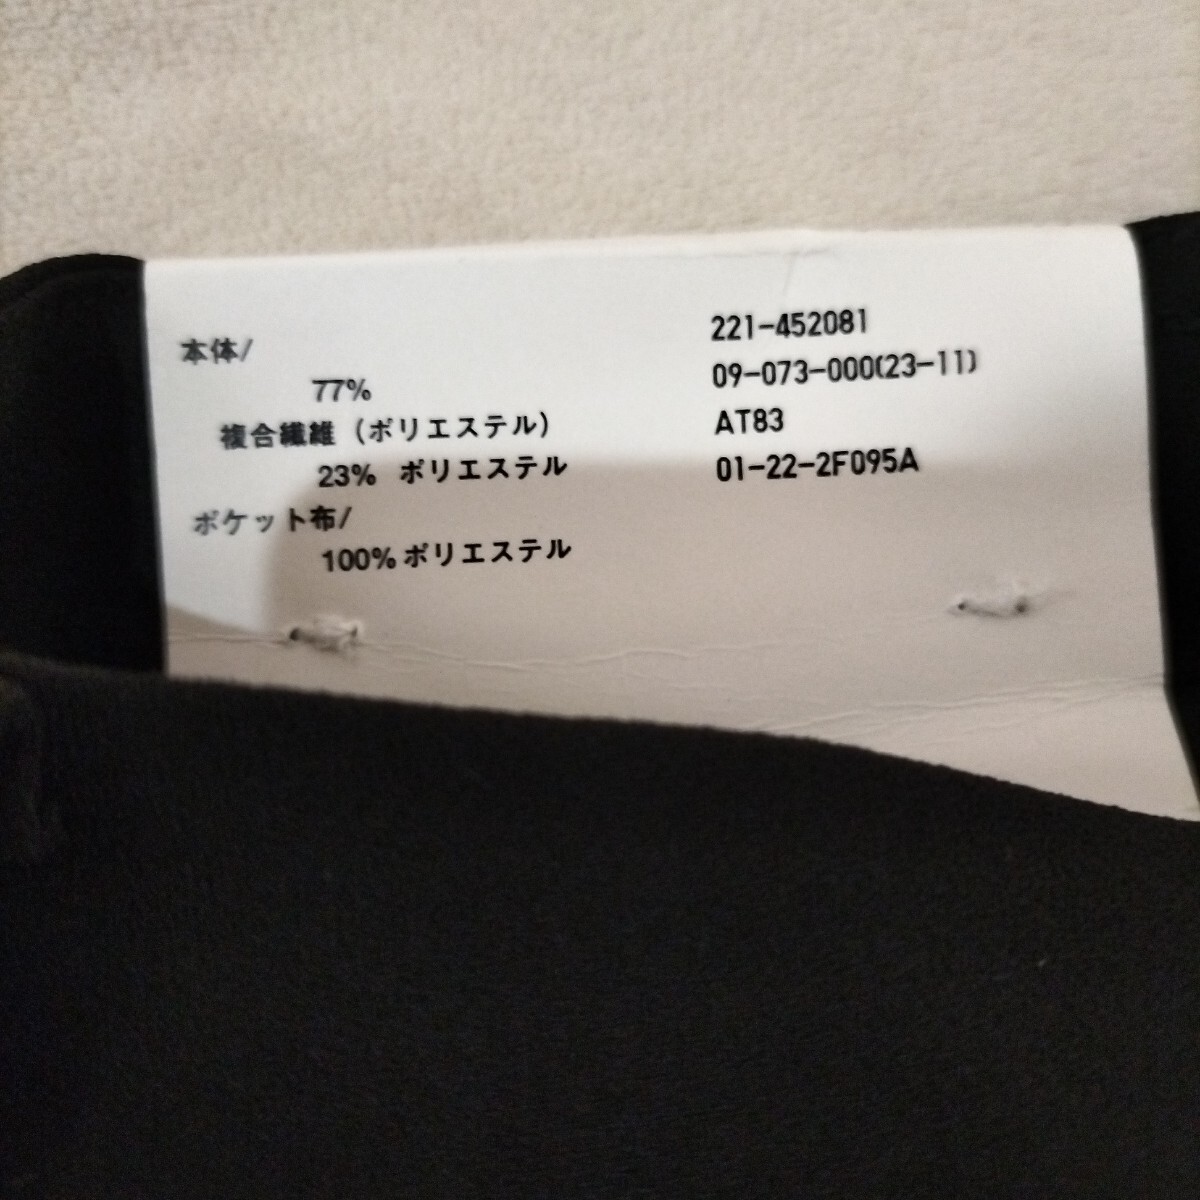 本体/
77%
複合繊維（ポリエステル）
23% ポリエステル
ポケット布/
100%ポリエステル
221-452081
09-073-000(23-11)
AT83
01-22-2F095A